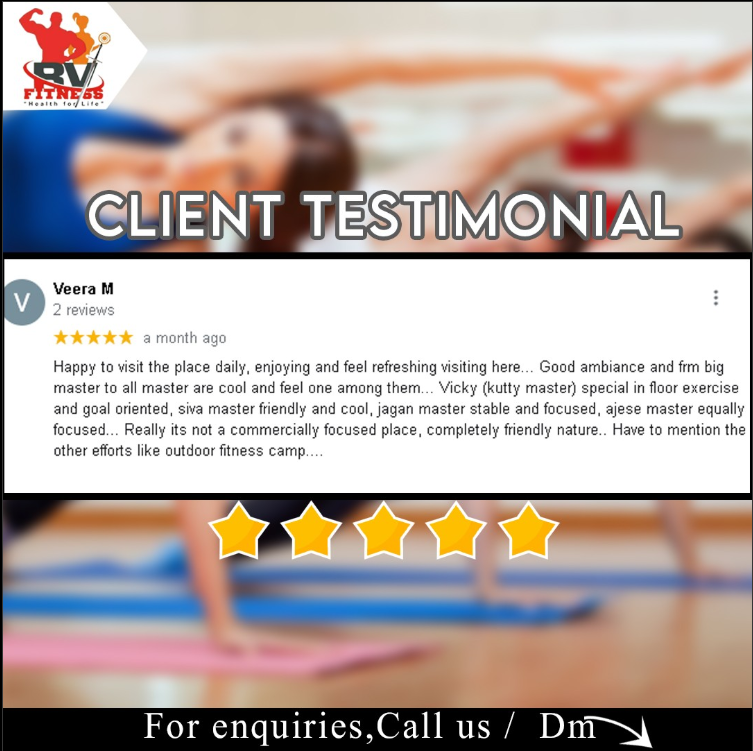 RV
FITNESS
"Health for Life"
CLIENT TESTIMONIAL
V
Veera M
2 reviews
a month ago
Happy to visit the place daily, enjoying and feel refreshing visiting here... Good ambiance and frm big
master to all master are cool and feel one among them... Vicky (kutty master) special in floor exercise
and goal oriented, siva master friendly and cool, jagan master stable and focused, ajese master equally
focused... Really its not a commercially focused place, completely friendly nature.. Have to mention the
other efforts like outdoor fitness camp....
For enquiries,Call us / Dm